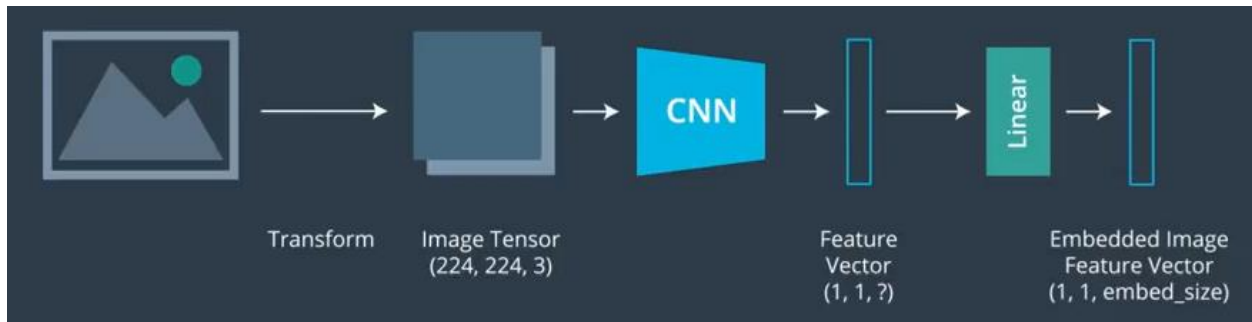 CNN
Linear
Transform
Image Tensor
(224, 224, 3)
Feature
Vector
(1, 1, ?)
Embedded Image
Feature Vector
(1, 1, embed_size)